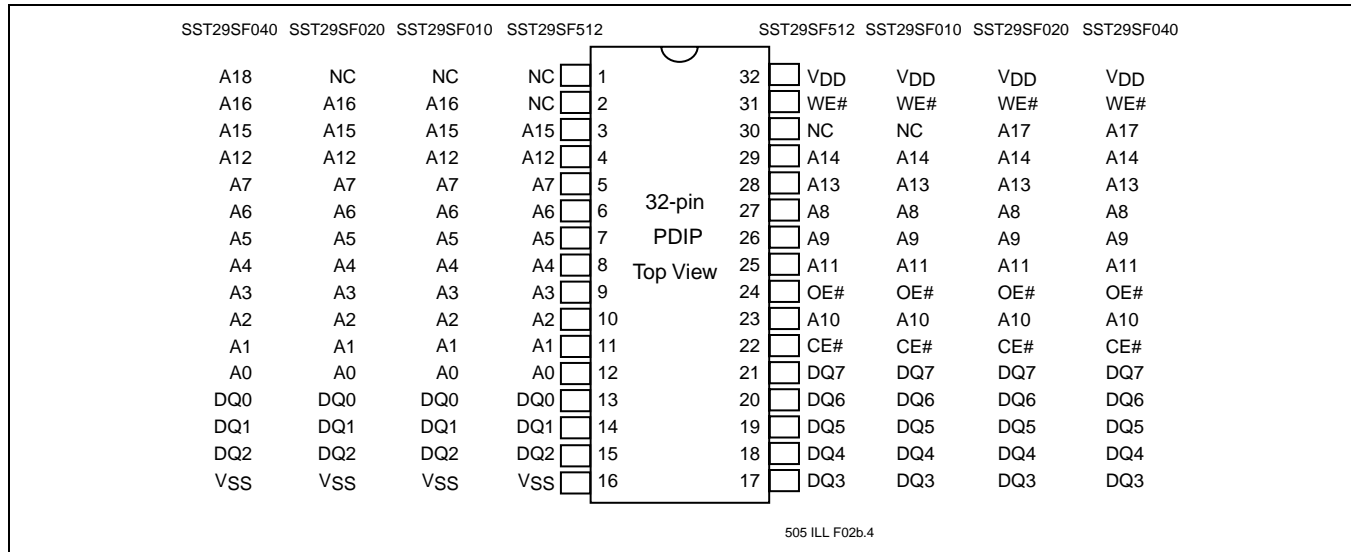 SST29SF040 SST29SF020 SST29SF010 SST29SF512 SST29SF512 SST29SF010 SST29SF020 SST29SF040
A18 NC NC NC 1 32 VDD VDD VDD VDD
A16 A16 A16 NC 2 31 WE# WE# WE# WE#
A15 A15 A15 A15 3 30 NC NC A17 A17
A12 A12 A12 A12 4 29 A14 A14 A14 A14
A7 A7 A7 A7 5 28 A13 A13 A13 A13
A6 A6 A6 A6 6 32-pin 27 A8 A8 A8 A8
A5 A5 A5 A5 7 PDIP 26 A9 A9 A9 A9
A4 A4 A4 A4 8 Top View 25 A11 A11 A11 A11
A3 A3 A3 A3 9 24 OE# OE# OE# OE#
A2 A2 A2 A2 10 23 A10 A10 A10 A10
A1 A1 A1 A1 11 22 CE# CE# CE# CE#
A0 A0 A0 A0 12 21 DQ7 DQ7 DQ7 DQ7
DQ0 DQ0 DQ0 DQ0 13 20 DQ6 DQ6 DQ6 DQ6
DQ1 DQ1 DQ1 DQ1 14 19 DQ5 DQ5 DQ5 DQ5
DQ2 DQ2 DQ2 DQ2 15 18 DQ4 DQ4 DQ4 DQ4
VSS VSS VSS VSS 16 17 DQ3 DQ3 DQ3 DQ3
505 ILL F02b.4